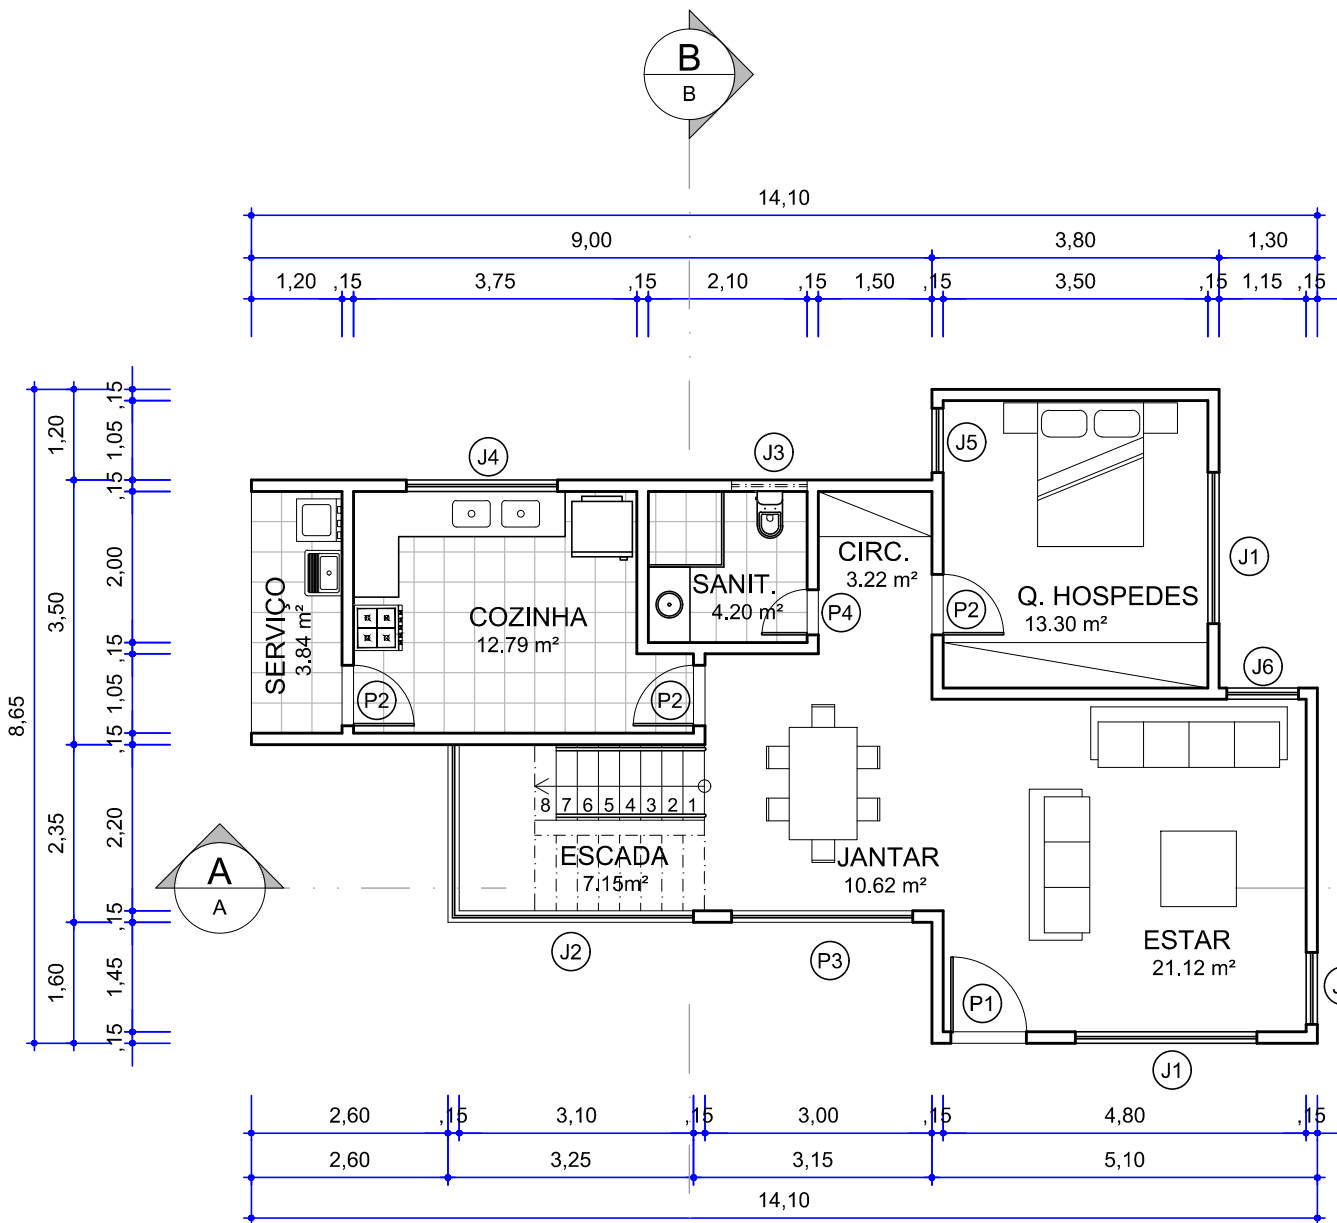 B
B
14,10
9,00 3,80 1,30
1,20 ,15 3,75 ,15 2,10 ,15 1,50 ,15 3,50 ,15 1,15 ,15
8,65
1,20 3,50 2,35 1,60
,15 1,05 ,15 2,00 ,15 1,05 ,15 2,20 ,15 1,45 ,15
J4
J3
J5
J1
SERVIÇO
3.84 m²
COZINHA
12.79 m²
SANIT.
4.20 m²
CIRC.
3.22 m²
P4
P2
Q. HOSPEDES
13.30 m²
J6
P2
P2
8 7 6 5 4 3 2 1
A
A
ESCADA
7.15m²
JANTAR
10.62 m²
ESTAR
21.12 m²
J2
P3
P1
J1
2,60 ,15 3,10 ,15 3,00 ,15 4,80 ,15
2,60 3,25 3,15 5,10
14,10